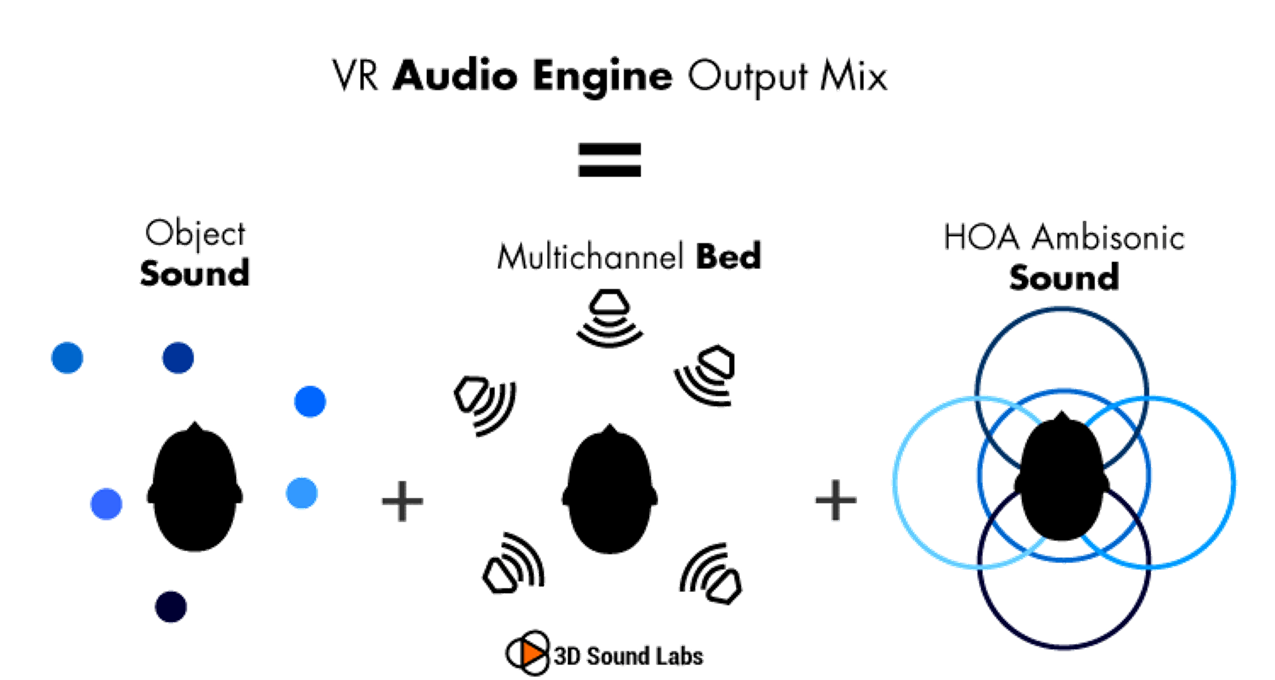 VR Audio Engine Output Mix
=
Object
Sound
Multichannel Bed
HOA Ambisonic
Sound
+
+
3D Sound Labs